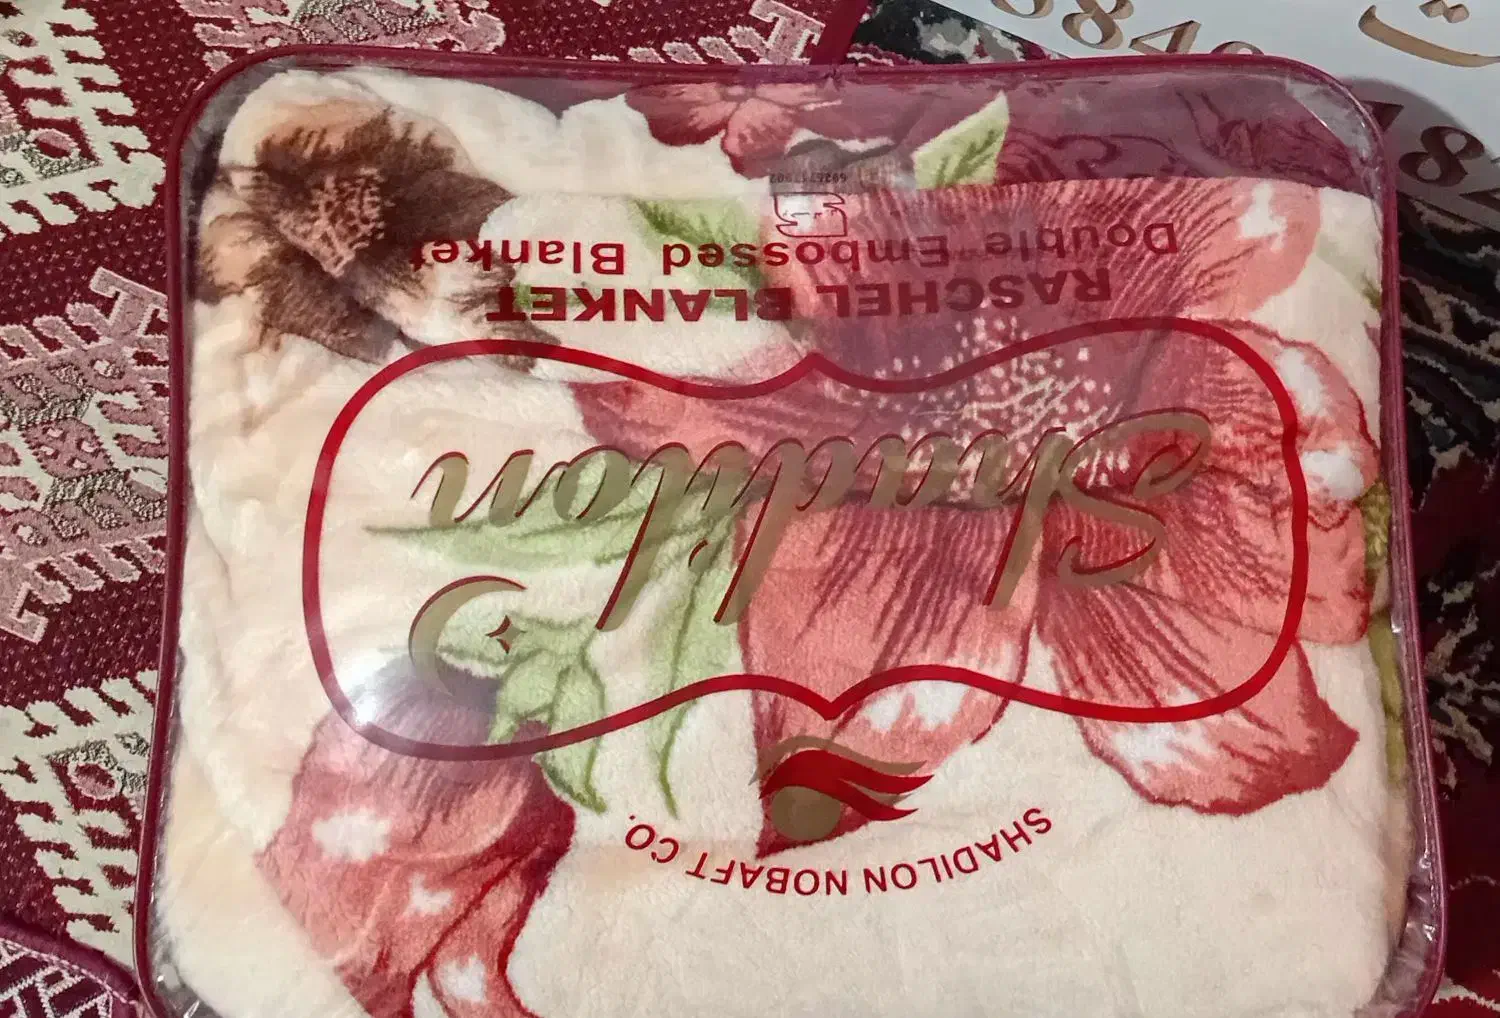 SHADILON NOBAFT CO.
Shadilon
RASCHEL BLANKET
Double Embossed Blanket